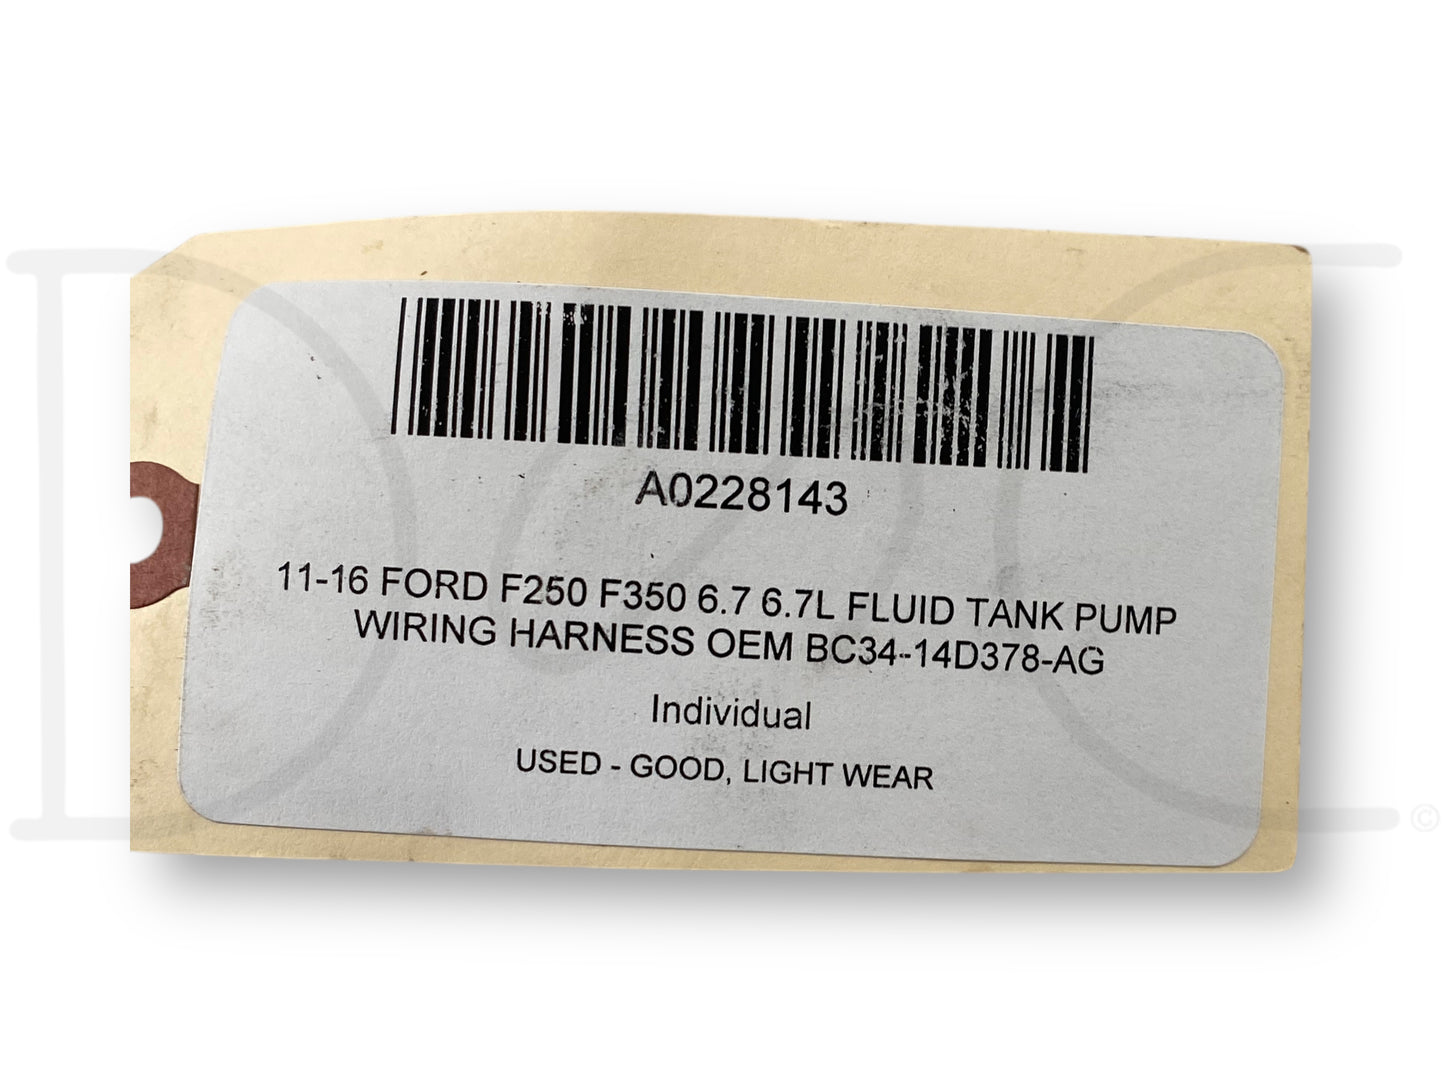 A0228143
11-16 FORD F250 F350 6.7 6.7L FLUID TANK PUMP
WIRING HARNESS OEM BC34-14D378-AG
Individual
USED - GOOD, LIGHT WEAR
©